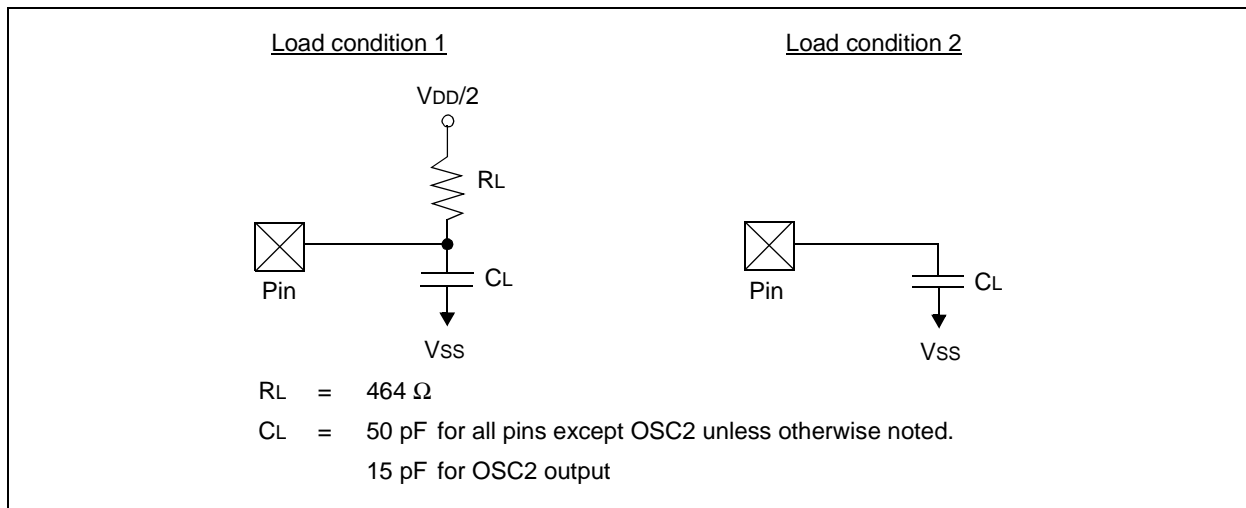 Load condition 1
Load condition 2
VDD/2
RL
Pin
CL
VSS
Pin
CL
VSS
RL = 464 Ω
CL = 50 pF for all pins except OSC2 unless otherwise noted.
15 pF for OSC2 output